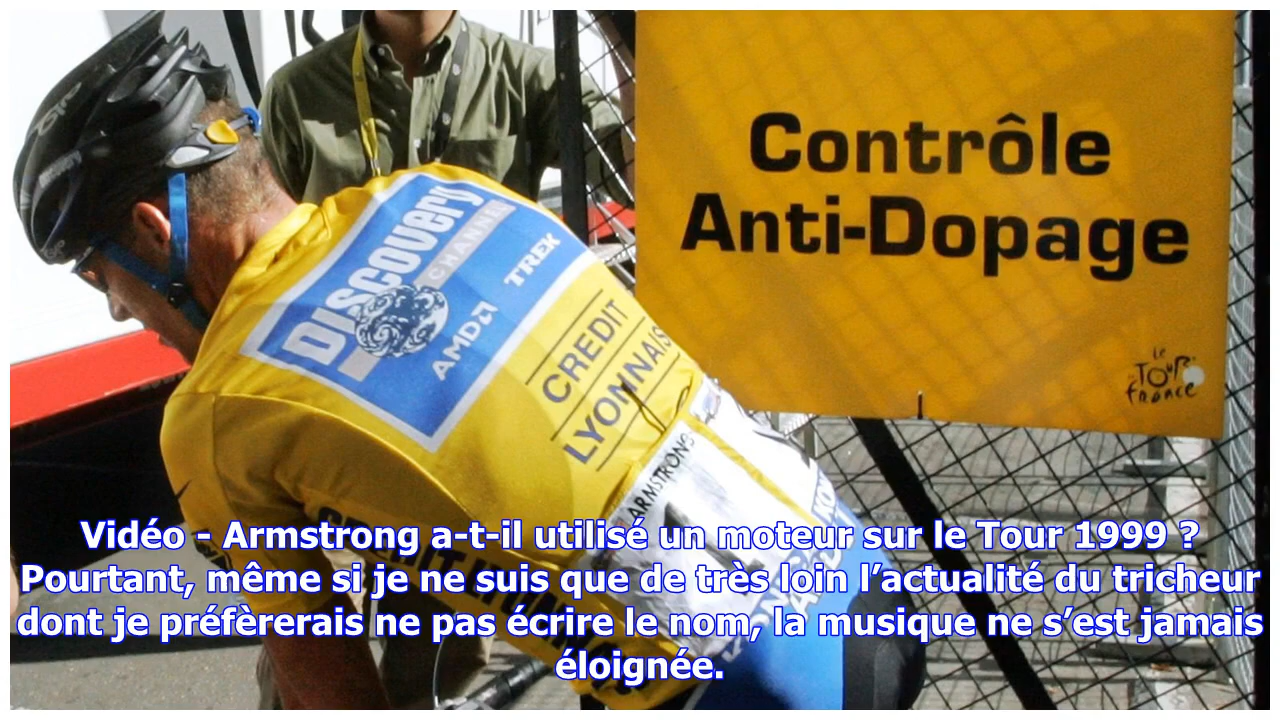 Giro
Contrôle
Anti-Dopage
le
Tour
de
france
DISCOVERY
CHANNEL
TREK
AMD
CREDIT
LYONNAIS
ARMSTRONG
1
Vidéo - Armstrong a-t-il utilisé un moteur sur le Tour 1999 ?
Pourtant, même si je ne suis que de très loin l’actualité du tricheur
dont je préfèrerais ne pas écrire le nom, la musique ne s’est jamais
éloignée.